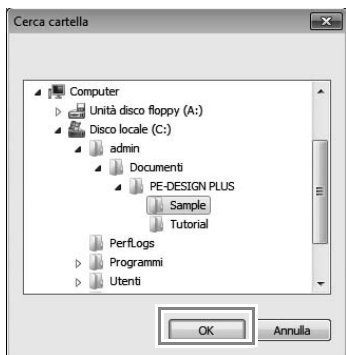 Cerca cartella
Computer
Unità disco floppy (A:)
Disco locale (C:)
admin
Documenti
PE-DESIGN PLUS
Sample
Tutorial
PerfLogs
Programmi
Utenti
OK
Annulla